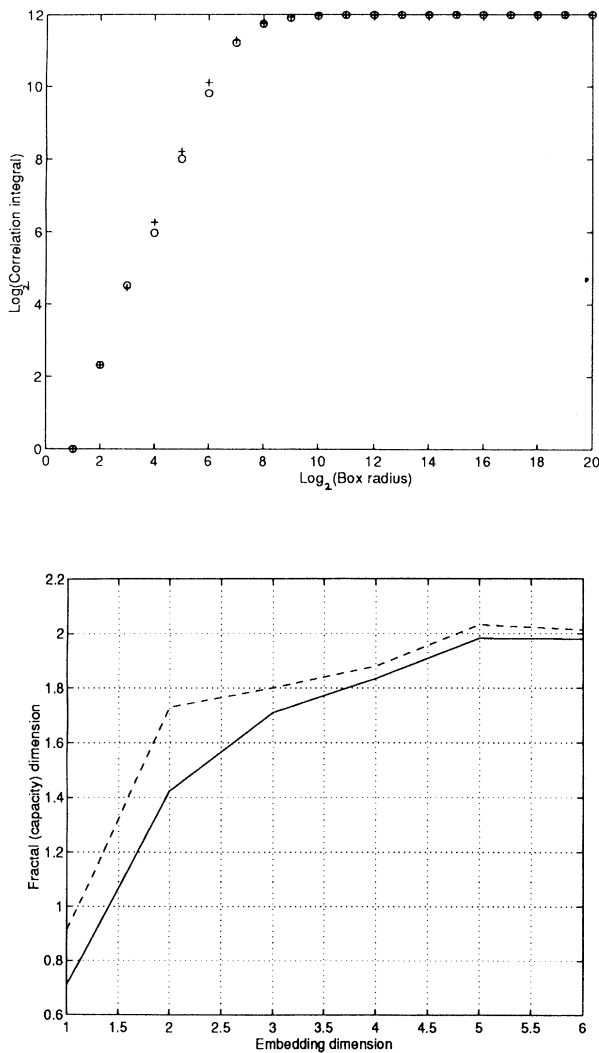 12
10
8
6
4
2
0
Log2(Correlation integral)
0 2 4 6 8 10 12 14 16 18 20
Log2(Box radius)
2.2
2
1.8
1.6
1.4
1.2
1
0.8
0.6
Fractal (capacity) dimension
1 1.5 2 2.5 3 3.5 4 4.5 5 5.5 6
Embedding dimension